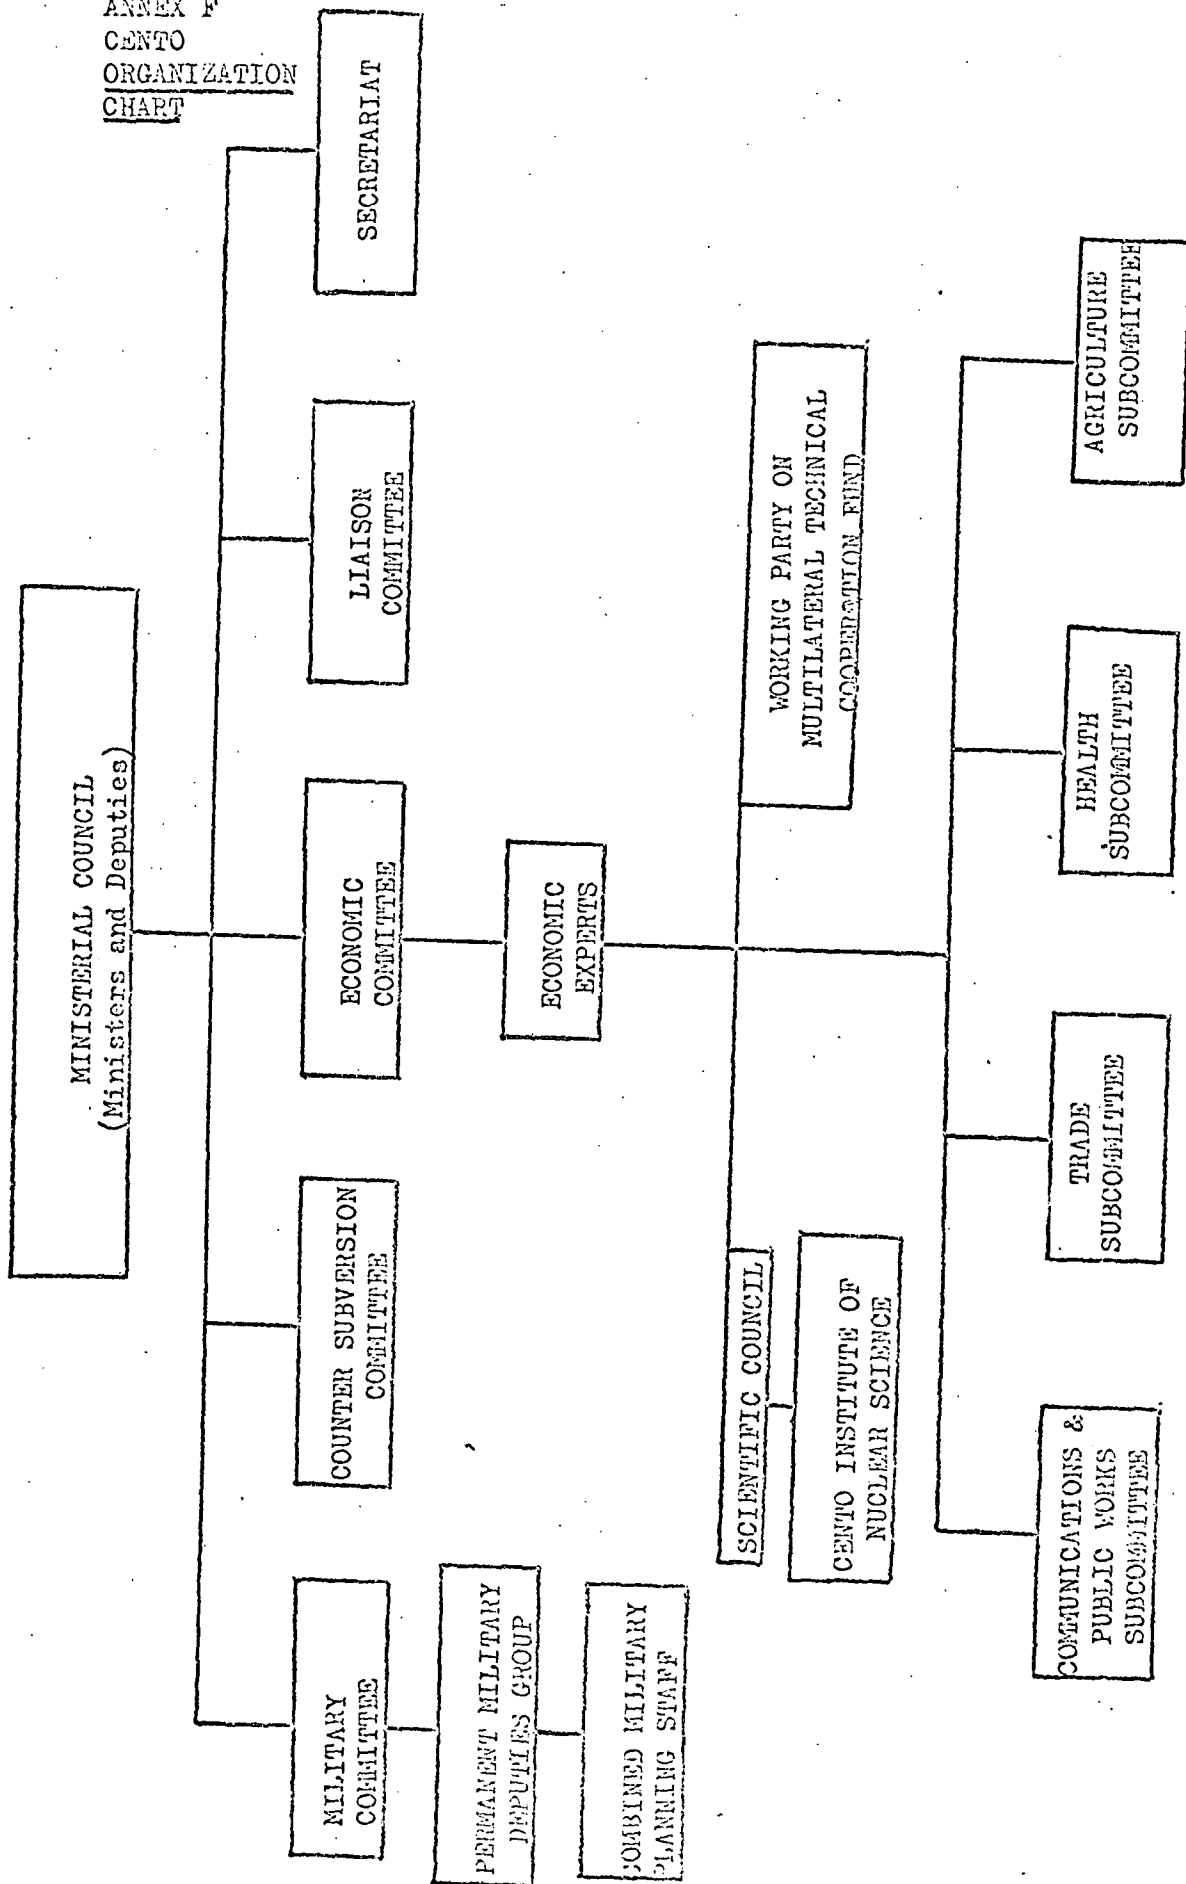 ANNEX F
CENTO
ORGANIZATION
CHART
MINISTERIAL COUNCIL
(Ministers and Deputies)
MILITARY
COMMITTEE
COUNTER SUBVERSION
COMMITTEE
ECONOMIC
COMMITTEE
LIAISON
COMMITTEE
SECRETARIAT
PERMANENT MILITARY
DEPUTIES GROUP
COMBINED MILITARY
PLANNING STAFF
ECONOMIC
EXPERTS
SCIENTIFIC COUNCIL
CENTO INSTITUTE OF
NUCLEAR SCIENCE
WORKING PARTY ON
MULTILATERAL TECHNICAL
COOPERATION FUND
COMMUNICATIONS &
PUBLIC WORKS
SUBCOMMITTEE
TRADE
SUBCOMMITTEE
HEALTH
SUBCOMMITTEE
AGRICULTURE
SUBCOMMITTEE